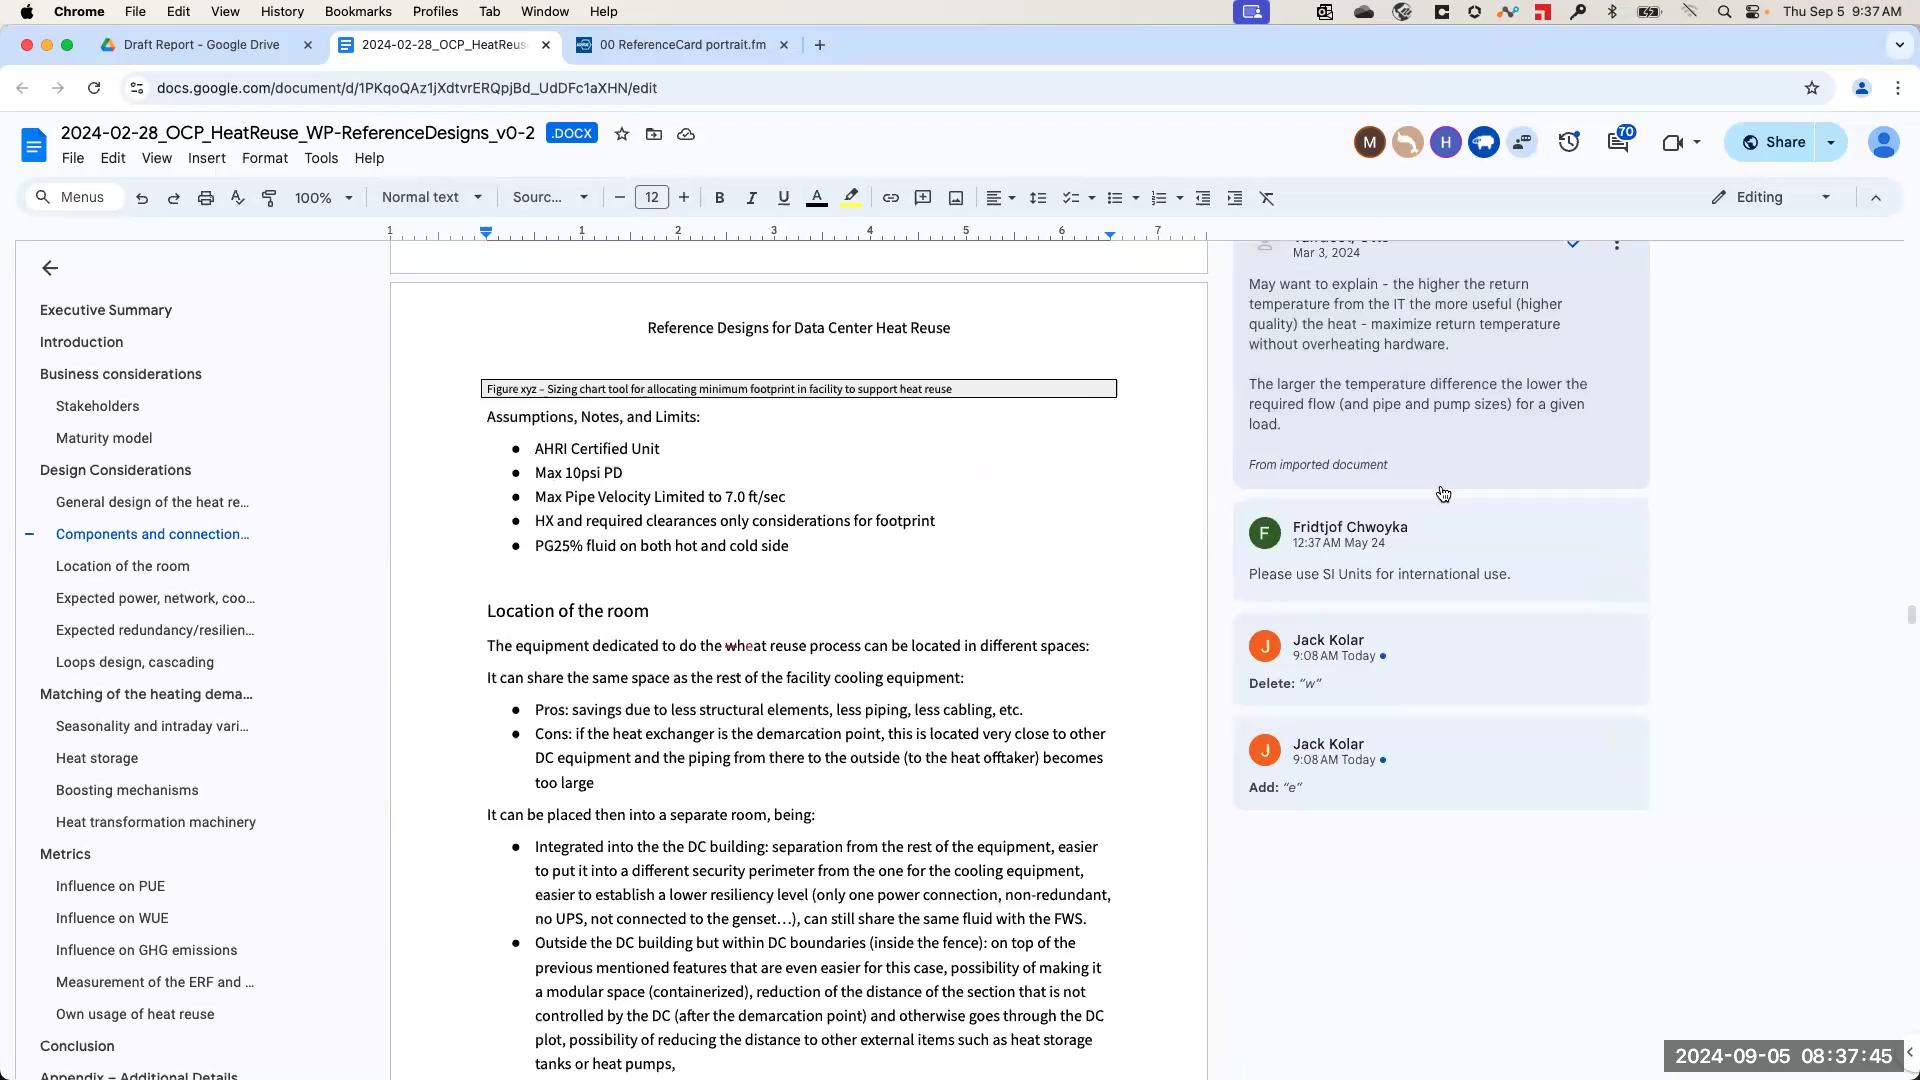 Chrome File Edit View History Bookmarks Profiles Tab Window Help Thu Sep 5 9:37 AM
Draft Report - Google Drive 2024-02-28_OCP_HeatReus 00 ReferenceCard portrait.fm
docs.google.com/document/d/1PKqoQAz1jXdtvrERQpjBd_UdDFc1aXHN/edit
2024-02-28_OCP_HeatReuse_WP-ReferenceDesigns_v0-2 .DOCX
M H 70 Share
File Edit View Insert Format Tools Help
Menus 100% Normal text Sourc... 12 B I U A Editing
1 1 2 3 4 5 6 7
Executive Summary
Introduction
Business considerations
Stakeholders
Maturity model
Design Considerations
General design of the heat re...
Components and connection...
Location of the room
Expected power, network, coo...
Expected redundancy/resilien...
Loops design, cascading
Matching of the heating dema...
Seasonality and intraday vari...
Heat storage
Boosting mechanisms
Heat transformation machinery
Metrics
Influence on PUE
Influence on WUE
Influence on GHG emissions
Measurement of the ERF and ...
Own usage of heat reuse
Conclusion
Appendix – Additional Details
Reference Designs for Data Center Heat Reuse
Figure xyz – Sizing chart tool for allocating minimum footprint in facility to support heat reuse
Assumptions, Notes, and Limits:
● AHRI Certified Unit
● Max 10psi PD
● Max Pipe Velocity Limited to 7.0 ft/sec
● HX and required clearances only considerations for footprint
● PG25% fluid on both hot and cold side
Location of the room
The equipment dedicated to do the wheat reuse process can be located in different spaces:
It can share the same space as the rest of the facility cooling equipment:
● Pros: savings due to less structural elements, less piping, less cabling, etc.
● Cons: if the heat exchanger is the demarcation point, this is located very close to other
DC equipment and the piping from there to the outside (to the heat offtaker) becomes
too large
It can be placed then into a separate room, being:
● Integrated into the the DC building: separation from the rest of the equipment, easier
to put it into a different security perimeter from the one for the cooling equipment,
easier to establish a lower resiliency level (only one power connection, non-redundant,
no UPS, not connected to the genset…), can still share the same fluid with the FWS.
● Outside the DC building but within DC boundaries (inside the fence): on top of the
previous mentioned features that are even easier for this case, possibility of making it
a modular space (containerized), reduction of the distance of the section that is not
controlled by the DC (after the demarcation point) and otherwise goes through the DC
plot, possibility of reducing the distance to other external items such as heat storage
tanks or heat pumps,
Mar 3, 2024
May want to explain - the higher the return
temperature from the IT the more useful (higher
quality) the heat - maximize return temperature
without overheating hardware.
The larger the temperature difference the lower the
required flow (and pipe and pump sizes) for a given
load.
From imported document
F Fridtjof Chwoyka
12:37 AM May 24
Please use SI Units for international use.
J Jack Kolar
9:08 AM Today
Delete: “w”
J Jack Kolar
9:08 AM Today
Add: “e”
2024-09-05 08:37:45